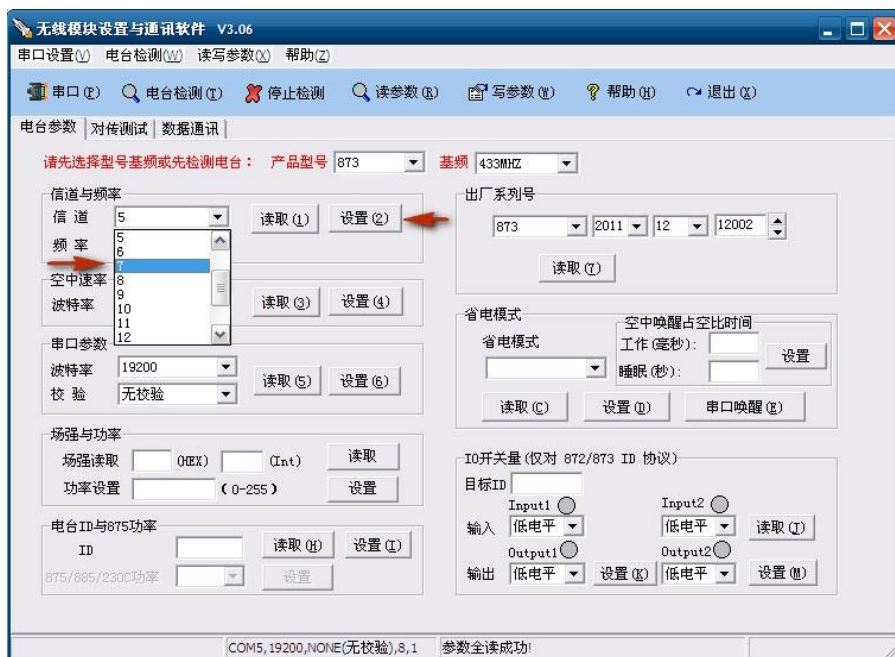 无线模块设置与通讯软件 V3.06
串口设置(V) 电台检测(W) 读写参数(X) 帮助(Z)
串口(P) 电台检测(T) 停止检测 读参数(R) 写参数(W) 帮助(H) 退出(X)
电台参数 对传测试 数据通讯
请先选择型号基频或先检测电台： 产品型号 873 基频 433MHZ
信道与频率
信 道 5 读取(1) 设置(2)
频 率
5
6
7
8
9
10
11
12
空中速率
波特率 读取(3) 设置(4)
串口参数
波特率 19200
校 验 无校验
读取(5) 设置(6)
场强与功率
场强读取 (HEX) (Int) 读取
功率设置 (0-255) 设置
电台ID与875功率
ID 读取(H) 设置(I)
875/885/230C功率 设置
出厂系列号
873 2011 12 12002
读取(7)
省电模式
省电模式
空中唤醒占空比时间
工作(毫秒):
睡眠(秒):
设置
读取(C) 设置(D) 串口唤醒(E)
IO开关量(仅对 872/873 ID 协议)
目标ID
Input1 Input2
输入 低电平 低电平 读取(J)
Output1 Output2
输出 低电平 设置(K) 低电平 设置(M)
COM5,19200,NONE(无校验),8,1 参数全读成功!